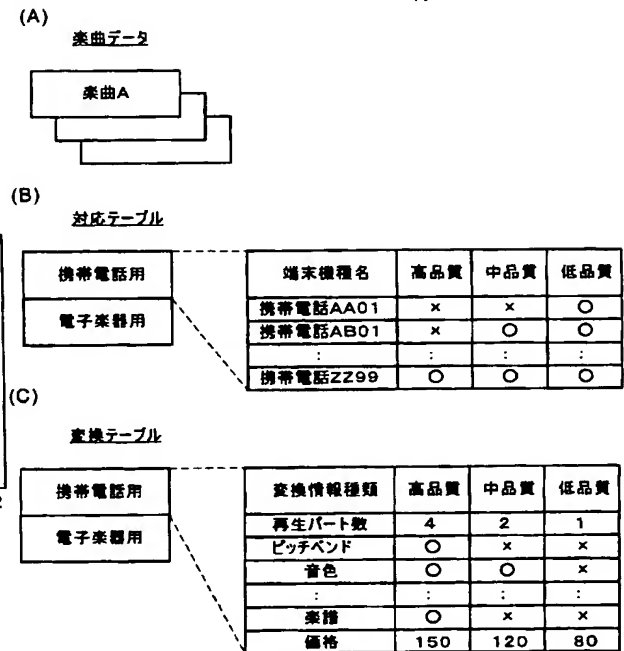 (A)
楽曲データ
楽曲A
(B)
対応テーブル
携帯電話用
電子楽器用
端末機種名 高品質 中品質 低品質
携帯電話AA01 × × ○
携帯電話AB01 × ○ ○
: : : :
携帯電話ZZ99 ○ ○ ○
(C)
変換テーブル
携帯電話用
電子楽器用
変換情報種類 高品質 中品質 低品質
再生パート数 4 2 1
ピッチベンド ○ × ×
音色 ○ ○ ×
: : : :
楽譜 ○ × ×
価格 150 120 80